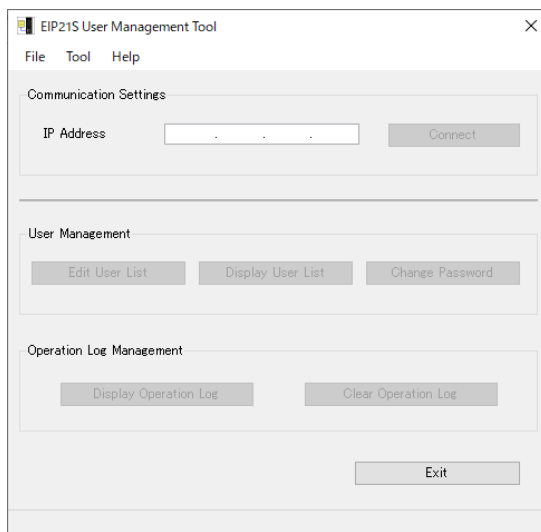 EIP21S User Management Tool
File Tool Help
Communication Settings
IP Address . . . Connect
User Management
Edit User List Display User List Change Password
Operation Log Management
Display Operation Log Clear Operation Log
Exit